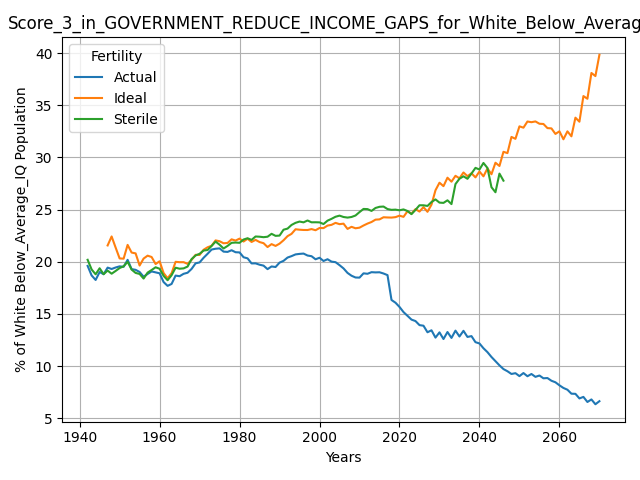 Score_3_in_GOVERNMENT_REDUCE_INCOME_GAPS_for_White_Below_Averag
40
35
30
25
20
15
10
5
% of White Below_Average_IQ Population
Fertility
Actual
Ideal
Sterile
1940 1960 1980 2000 2020 2040 2060
Years